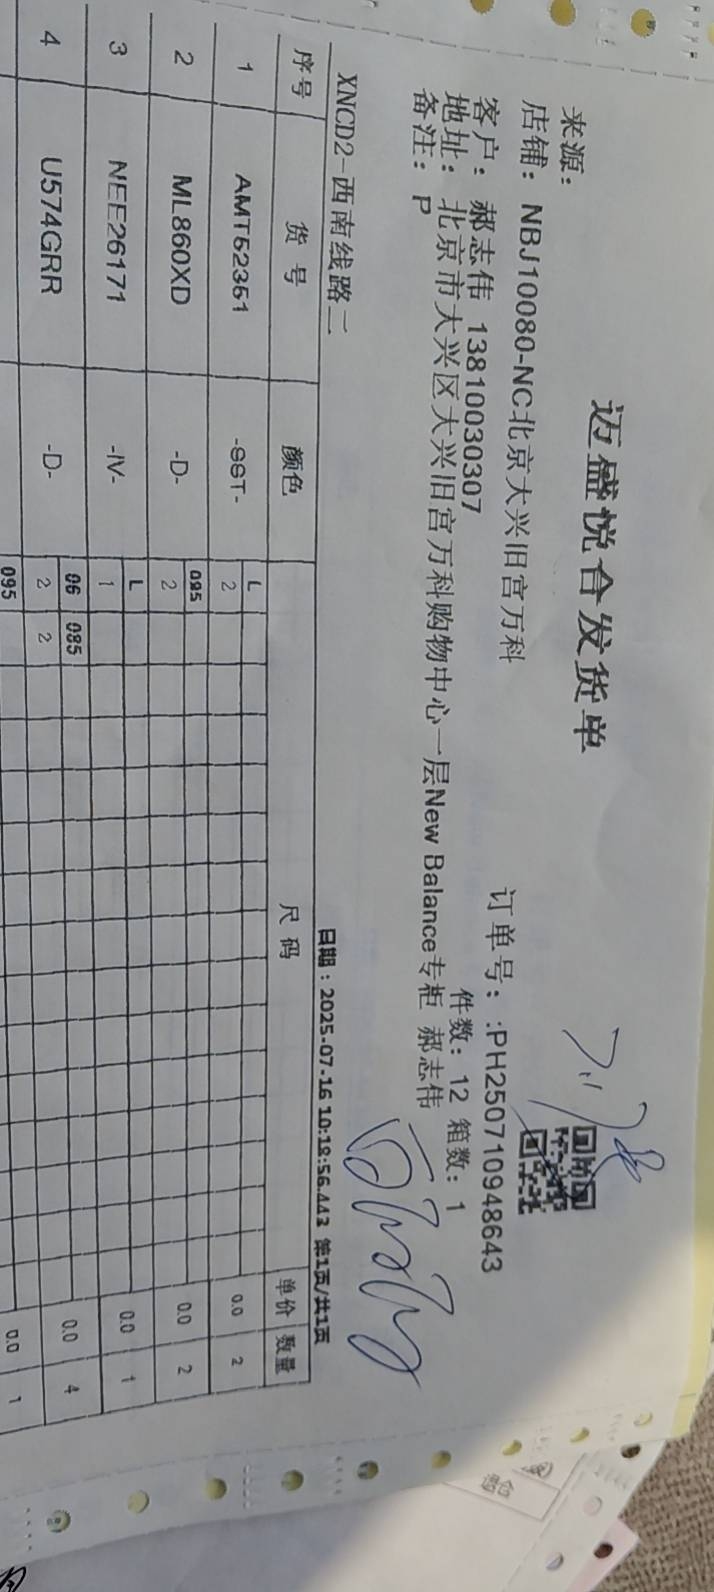 迈盛悦合发货单
来源：
店铺：NBJ10080-NC北京大兴旧宫万科 订单号：:PH250710948643
客户：郝志伟 13810030307 件数：12 箱数：1
地址：北京市大兴区大兴旧宫万科购物中心一层New Balance专柜 郝志伟
备注：P
XNCD2-西南线路二 日期：2025-07-16 10:18:56.443 第1页/共1页
序号 货号 颜色 尺码 单价 数量
L
1 AMT52351 -SST- 2 0.0 2
095
2 ML860XD -D- 2 0.0 2
L
3 NEE26171 -IV- 1 0.0 1
06 085
4 U574GRR -D- 2 2 0.0 4
095
0.0 1